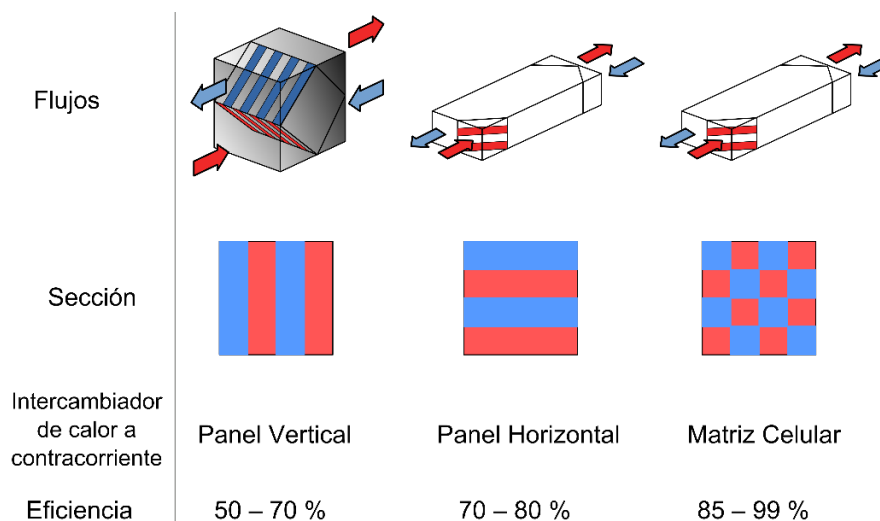 Flujos
Sección
Intercambiador
de calor a
contracorriente
Panel Vertical
Panel Horizontal
Matriz Celular
Eficiencia
50 – 70 %
70 – 80 %
85 – 99 %